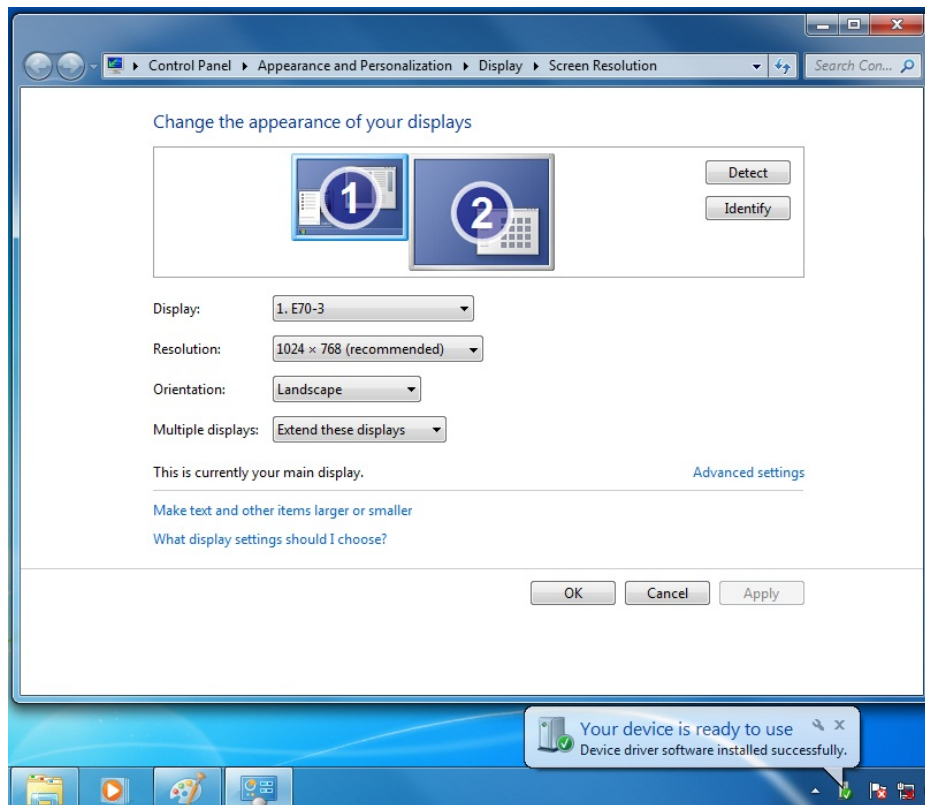 Control Panel Appearance and Personalization Display Screen Resolution
Search Con...
Change the appearance of your displays
1
2
Detect
Identify
Display: 1. E70-3
Resolution: 1024 × 768 (recommended)
Orientation: Landscape
Multiple displays: Extend these displays
This is currently your main display. Advanced settings
Make text and other items larger or smaller
What display settings should I choose?
OK Cancel Apply
Your device is ready to use
Device driver software installed successfully.